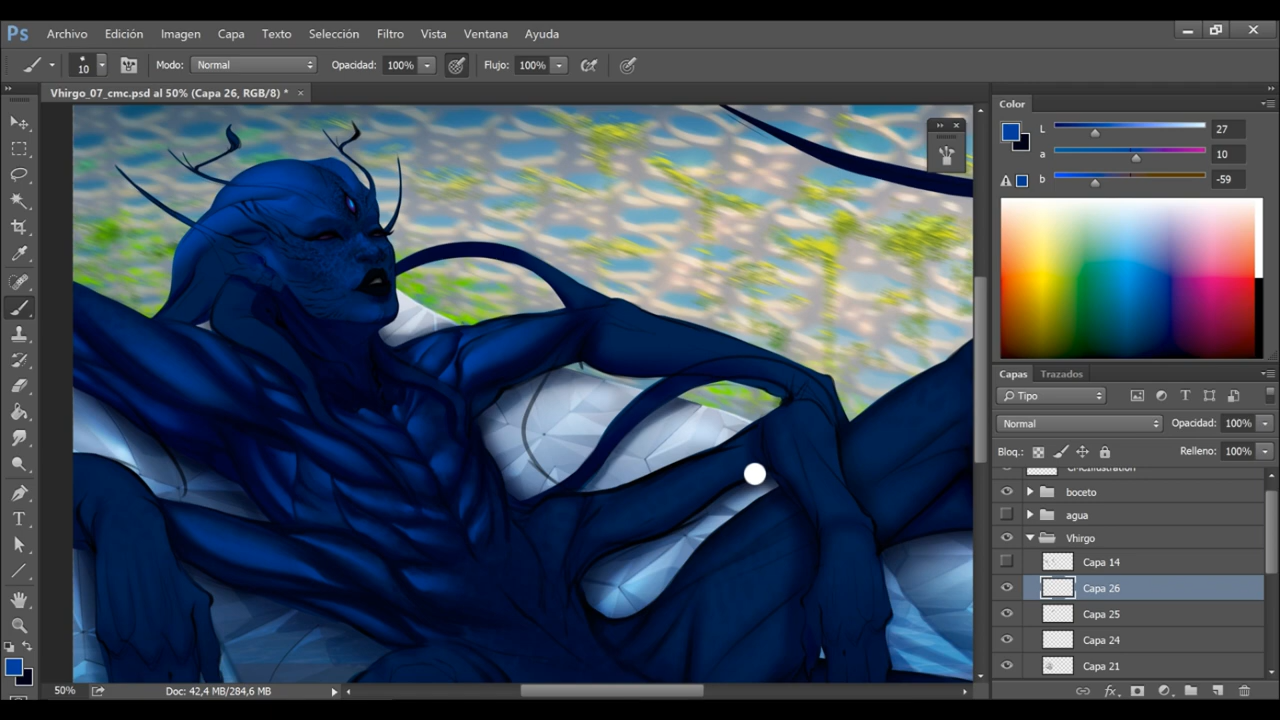 Ps Archivo Edición Imagen Capa Texto Selección Filtro Vista Ventana Ayuda
10 Modo: Normal Opacidad: 100% Flujo: 100%
Vhirgo_07_cmc.psd al 50% (Capa 26, RGB/8) * ×
Color
L 27
a 10
b -59
Capas Trazados
Tipo
Normal Opacidad: 100%
Bloq.: Relleno: 100%
CMCillustration
boceto
agua
Vhirgo
Capa 14
Capa 26
Capa 25
Capa 24
Capa 21
50% Doc: 42,4 MB/284,6 MB